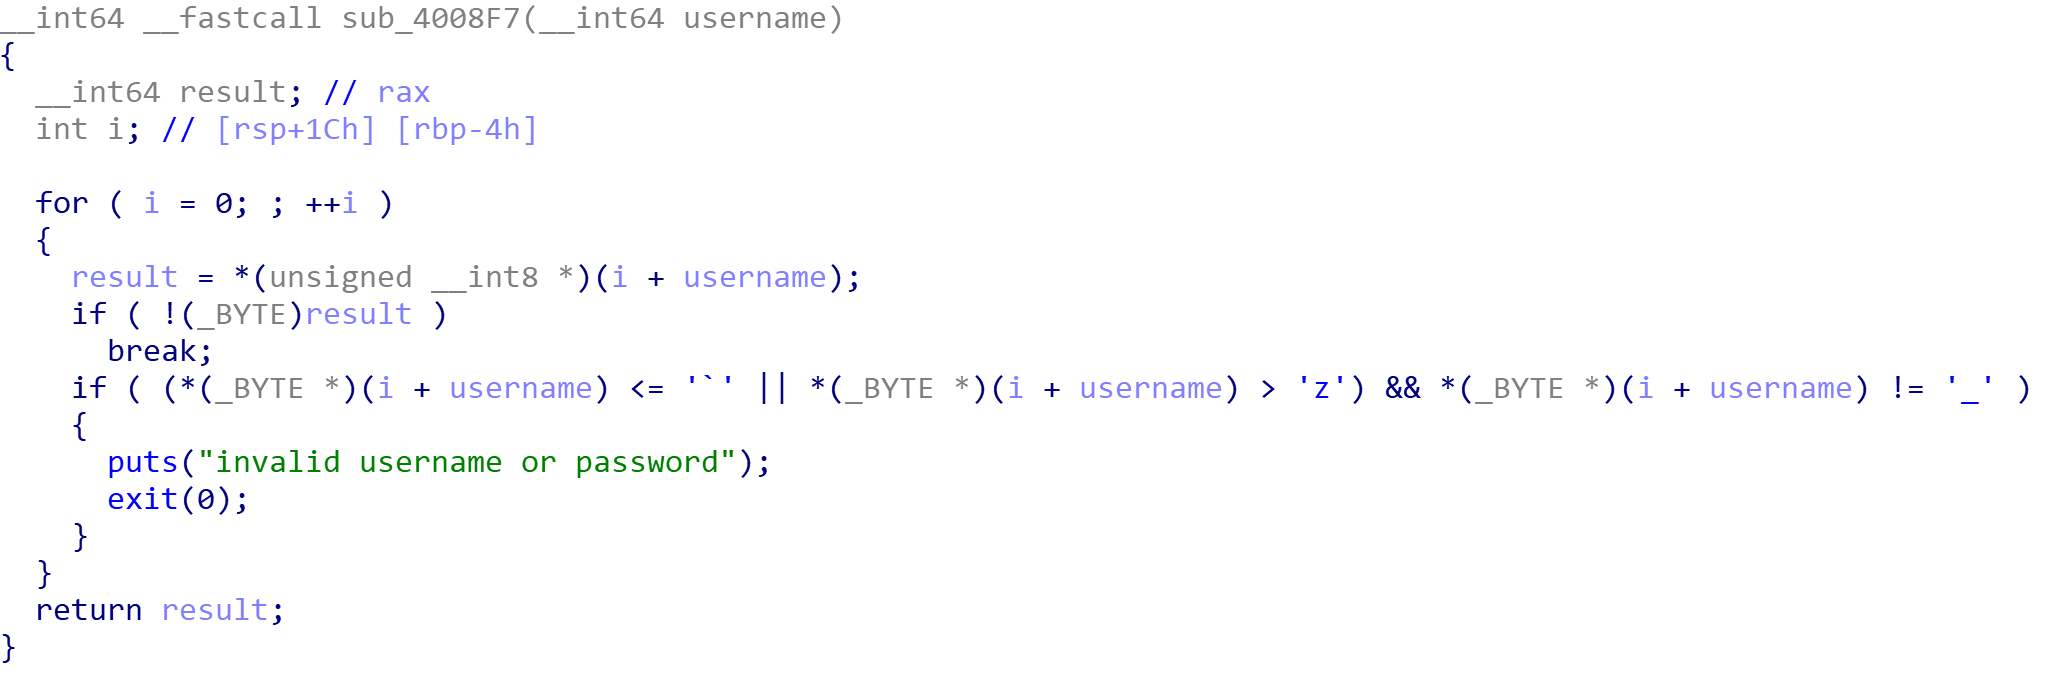 __int64 __fastcall sub_4008F7(__int64 username)
{
  __int64 result; // rax
  int i; // [rsp+1Ch] [rbp-4h]

  for ( i = 0; ; ++i )
  {
    result = *(unsigned __int8 *)(i + username);
    if ( !(_BYTE)result )
      break;
    if ( (*(_BYTE *)(i + username) <= '`' || *(_BYTE *)(i + username) > 'z') && *(_BYTE *)(i + username) != '_' )
    {
      puts("invalid username or password");
      exit(0);
    }
  }
  return result;
}